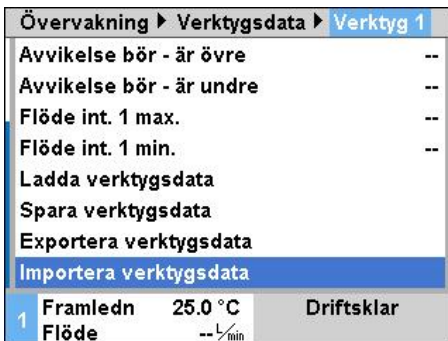 Övervakning ▶ Verktygsdata ▶ Verktyg 1
Avvikelse bör - är övre --
Avvikelse bör - är undre --
Flöde int. 1 max. --
Flöde int. 1 min. --
Ladda verktygsdata
Spara verktygsdata
Exportera verktygsdata
Importera verktygsdata
1 Framledn 25.0 °C Driftsklar
Flöde -- L/min